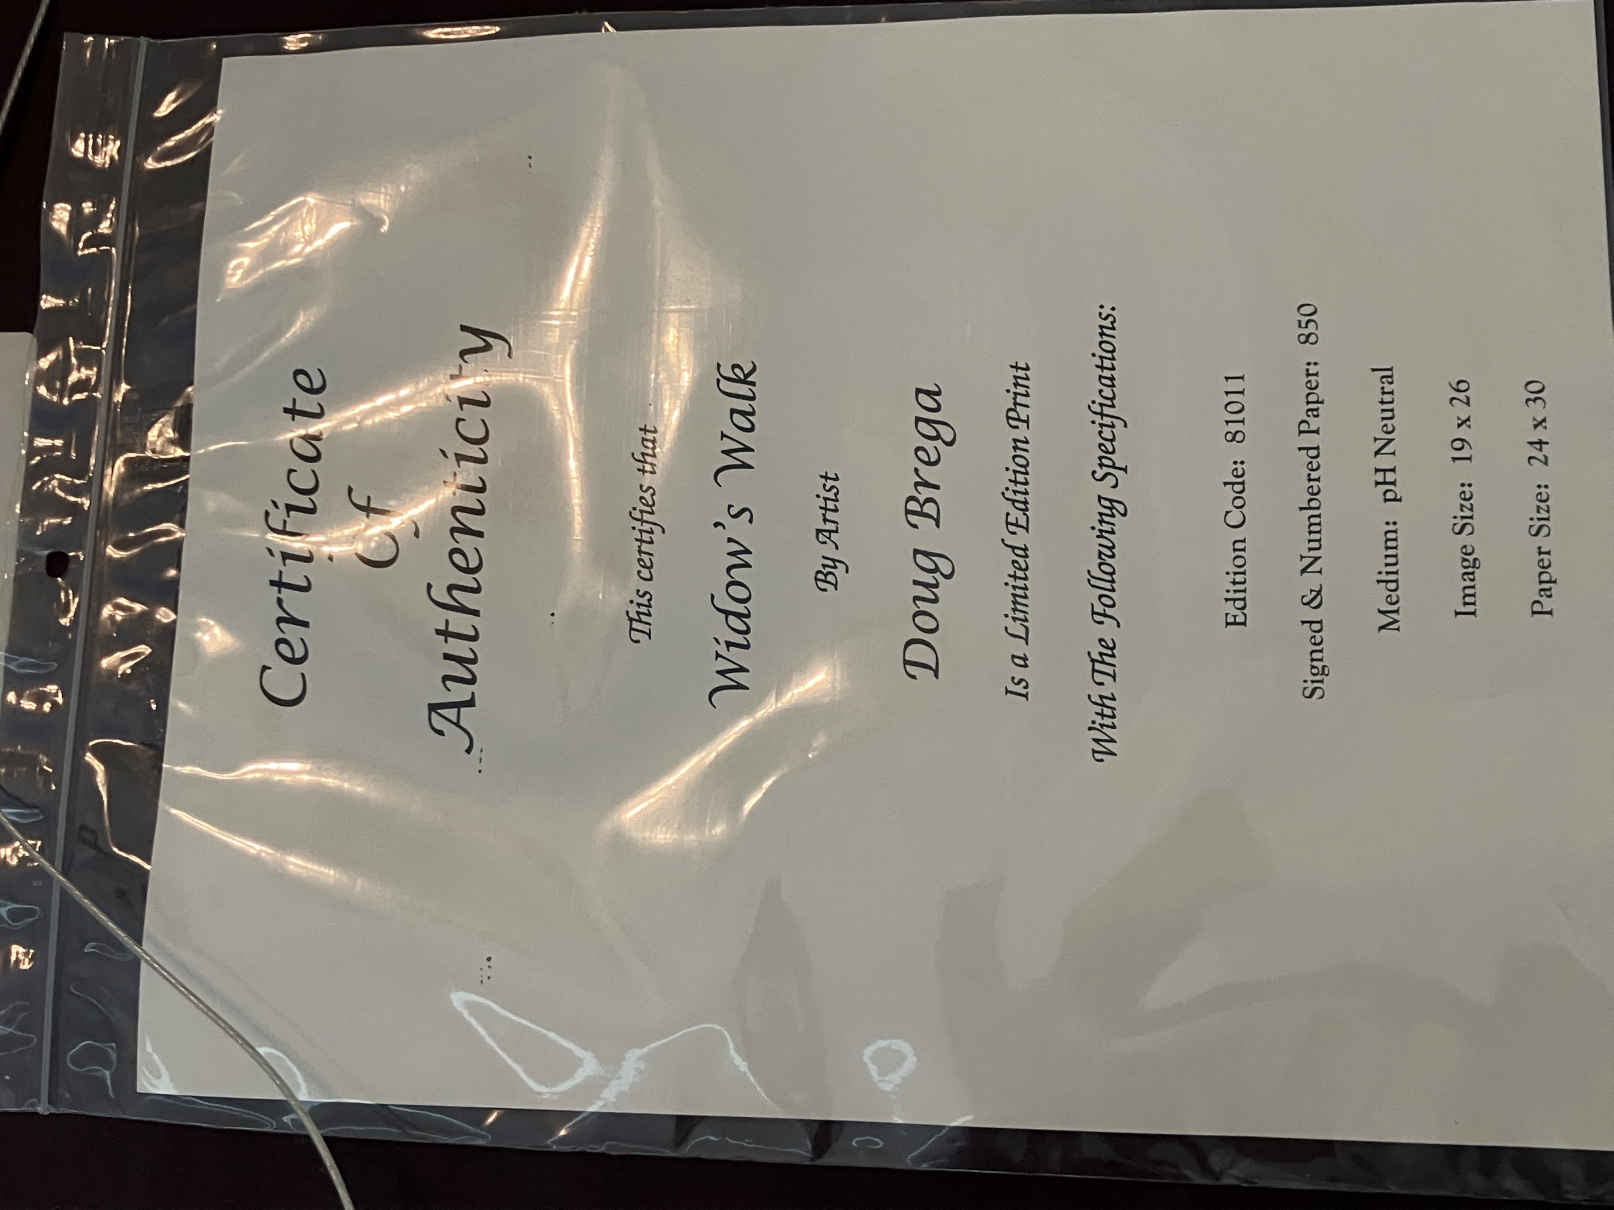 Certificate
Of
Authenticity
This certifies that
Widow's Walk
By Artist
Doug Brega
Is a Limited Edition Print
With The Following Specifications:
Edition Code: 81011
Signed & Numbered Paper: 850
Medium: pH Neutral
Image Size: 19 x 26
Paper Size: 24 x 30